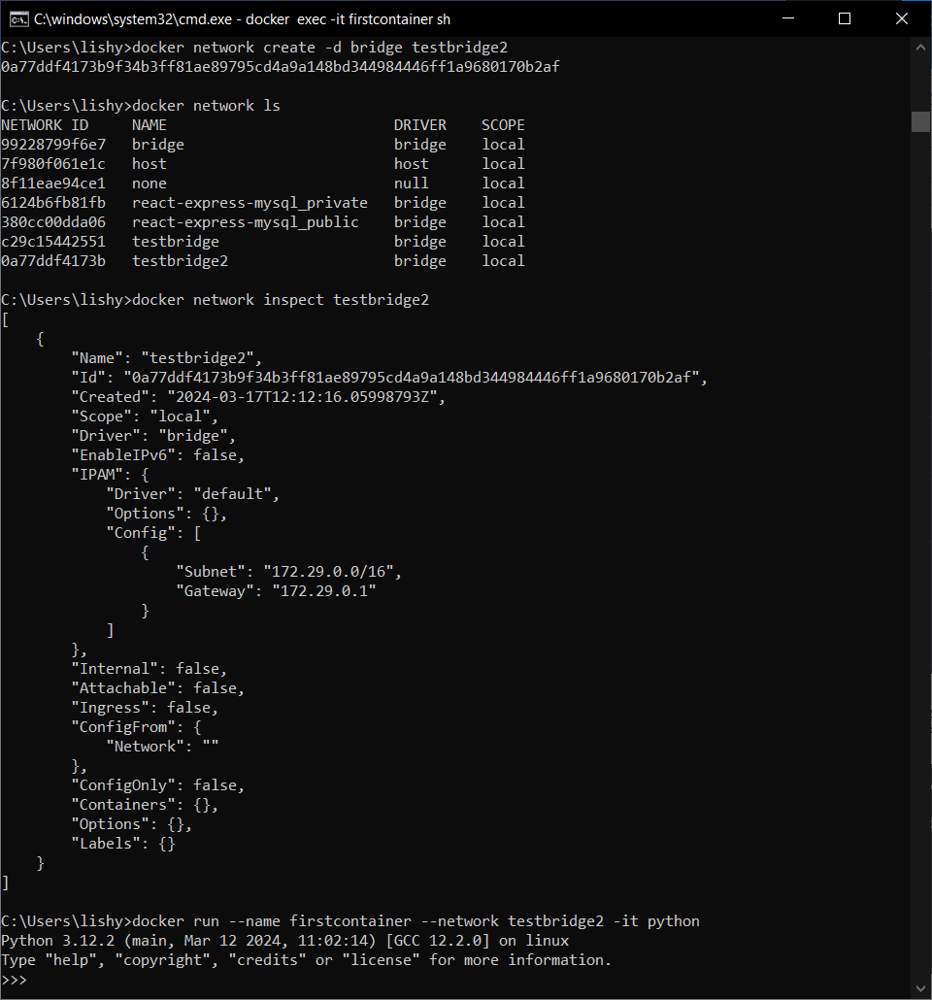 C:\windows\system32\cmd.exe - docker  exec -it firstcontainer sh
C:\Users\lishy>docker network create -d bridge testbridge2
0a77ddf4173b9f34b3ff81ae89795cd4a9a148bd344984446ff1a9680170b2af
C:\Users\lishy>docker network ls
NETWORK ID     NAME                          DRIVER    SCOPE
99228799f6e7   bridge                        bridge    local
7f980f061e1c   host                          host      local
8f11eae94ce1   none                          null      local
6124b6fb81fb   react-express-mysql_private   bridge    local
380cc00dda06   react-express-mysql_public    bridge    local
c29c15442551   testbridge                    bridge    local
0a77ddf4173b   testbridge2                   bridge    local
C:\Users\lishy>docker network inspect testbridge2
[
    {
        "Name": "testbridge2",
        "Id": "0a77ddf4173b9f34b3ff81ae89795cd4a9a148bd344984446ff1a9680170b2af",
        "Created": "2024-03-17T12:12:16.05998793Z",
        "Scope": "local",
        "Driver": "bridge",
        "EnableIPv6": false,
        "IPAM": {
            "Driver": "default",
            "Options": {},
            "Config": [
                {
                    "Subnet": "172.29.0.0/16",
                    "Gateway": "172.29.0.1"
                }
            ]
        },
        "Internal": false,
        "Attachable": false,
        "Ingress": false,
        "ConfigFrom": {
            "Network": ""
        },
        "ConfigOnly": false,
        "Containers": {},
        "Options": {},
        "Labels": {}
    }
]
C:\Users\lishy>docker run --name firstcontainer --network testbridge2 -it python
Python 3.12.2 (main, Mar 12 2024, 11:02:14) [GCC 12.2.0] on linux
Type "help", "copyright", "credits" or "license" for more information.
>>>